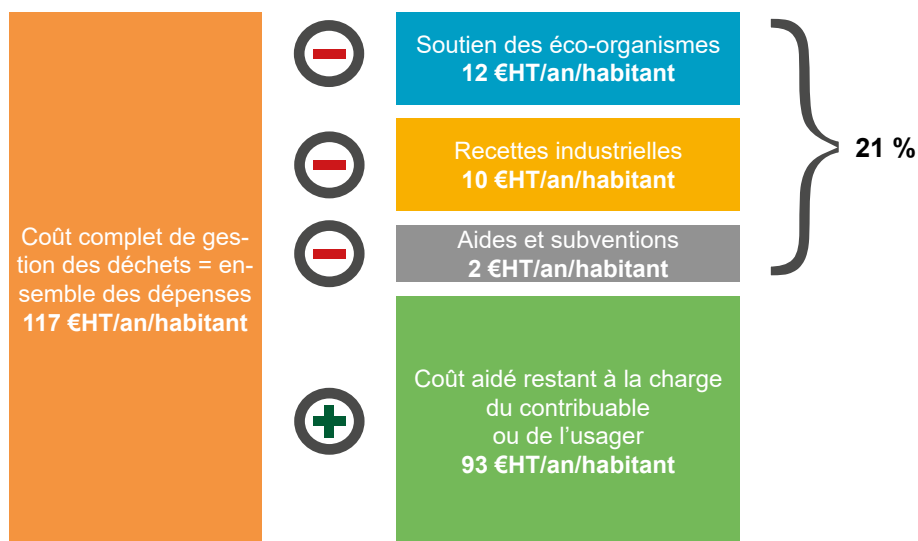 Coût complet de ges-
tion des déchets = en-
semble des dépenses
117 €HT/an/habitant
Soutien des éco-organismes
12 €HT/an/habitant
Recettes industrielles
10 €HT/an/habitant
Aides et subventions
2 €HT/an/habitant
21 %
Coût aidé restant à la charge
du contribuable
ou de l’usager
93 €HT/an/habitant